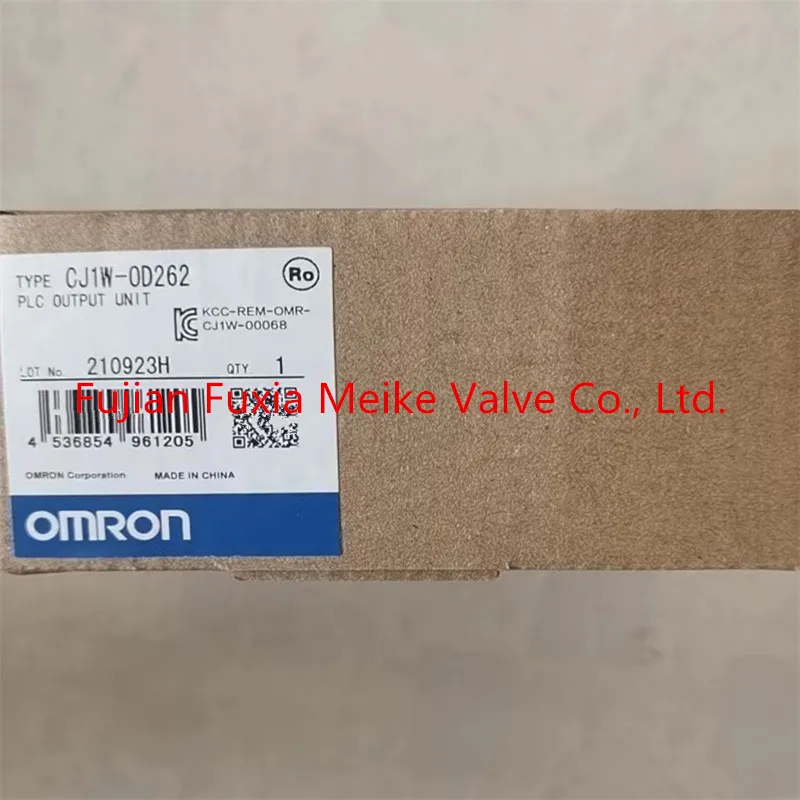 TYPE CJ1W-OD262
PLC OUTPUT UNIT
Ro
KCC-REM-OMR-
CJ1W-00068
LOT No. 210923H QTY. 1
Fujian Fuxia Meike Valve Co., Ltd.
4 536854 961205
OMRON Corporation MADE IN CHINA
OMRON